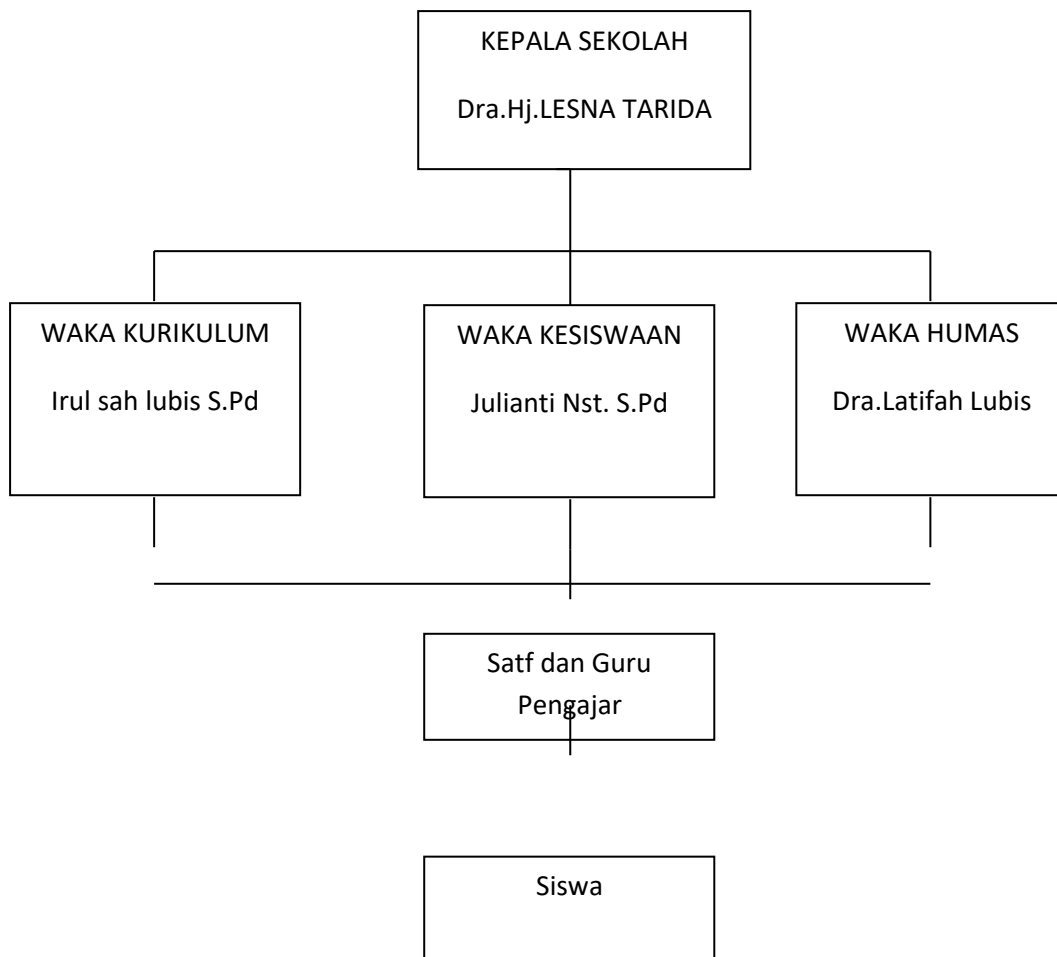 KEPALA SEKOLAH
Dra.Hj.LESNA TARIDA
WAKA KURIKULUM
Irul sah lubis S.Pd
WAKA KESISWAAN
Julianti Nst. S.Pd
WAKA HUMAS
Dra.Latifah Lubis
Satf dan Guru
Pengajar
Siswa